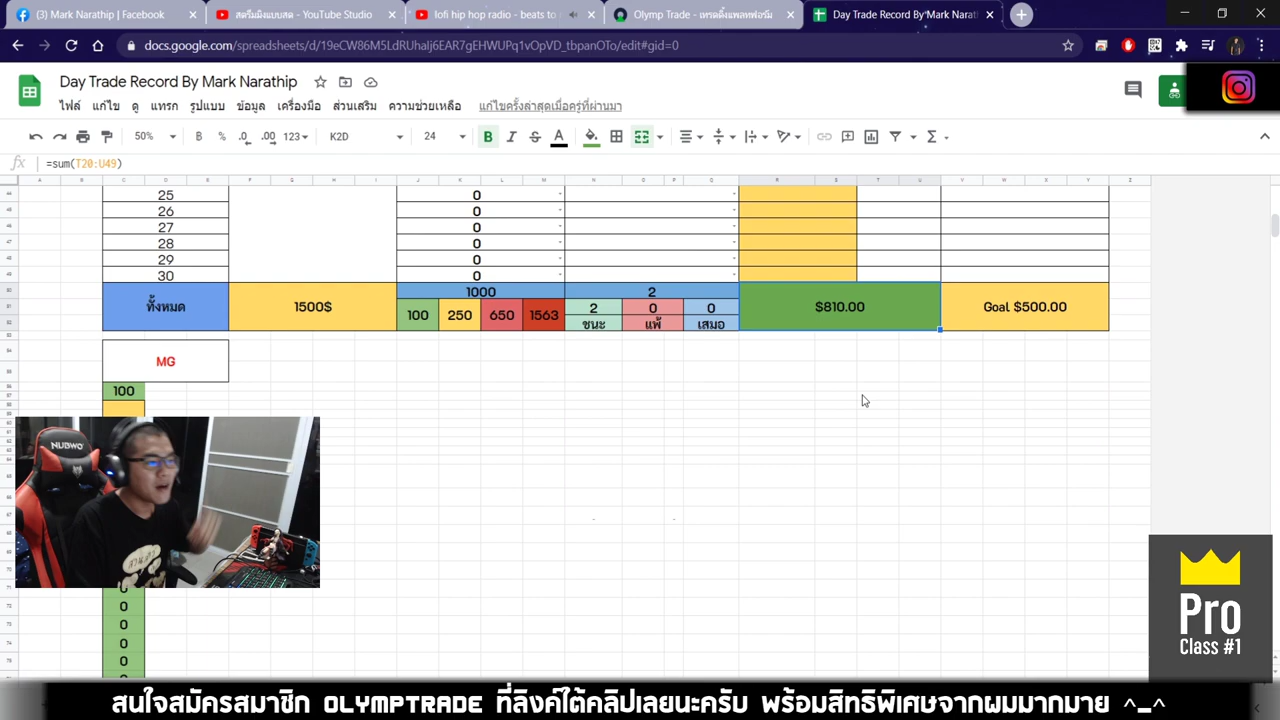 (3) Mark Narathip | Facebook
สตรีมมิงแบบสด - YouTube Studio
lofi hip hop radio - beats to
Olymp Trade - เทรดดิ้งแพลทฟอร์ม
Day Trade Record By Mark Narat
docs.google.com/spreadsheets/d/19eCW86M5LdRUhaIj6EAR7gEHWUPq1vOpVD_tbpanOTo/edit#gid=0
Day Trade Record By Mark Narathip
ไฟล์ แก้ไข ดู แทรก รูปแบบ ข้อมูล เครื่องมือ ส่วนเสริม ความช่วยเหลือ แก้ไขครั้งล่าสุดเมื่อครู่ที่ผ่านมา
50% ฿ % .0 .00 123 K2D 24 B I S A
fx =sum(T20:U49)
25 0
26 0
27 0
28 0
29 0
30 0
ทั้งหมด 1500$ 1000 2 $810.00 Goal $500.00
100 250 650 1563 2 0 0
ชนะ แพ้ เสมอ
MG
100
NUBWO
0
0
0
0
0
Pro
Class #1
สนใจสมัครสมาชิก OLYMPTRADE ที่ลิงค์ใต้คลิปเลยนะครับ พร้อมสิทธิพิเศษจากผมมากมาย ^_^